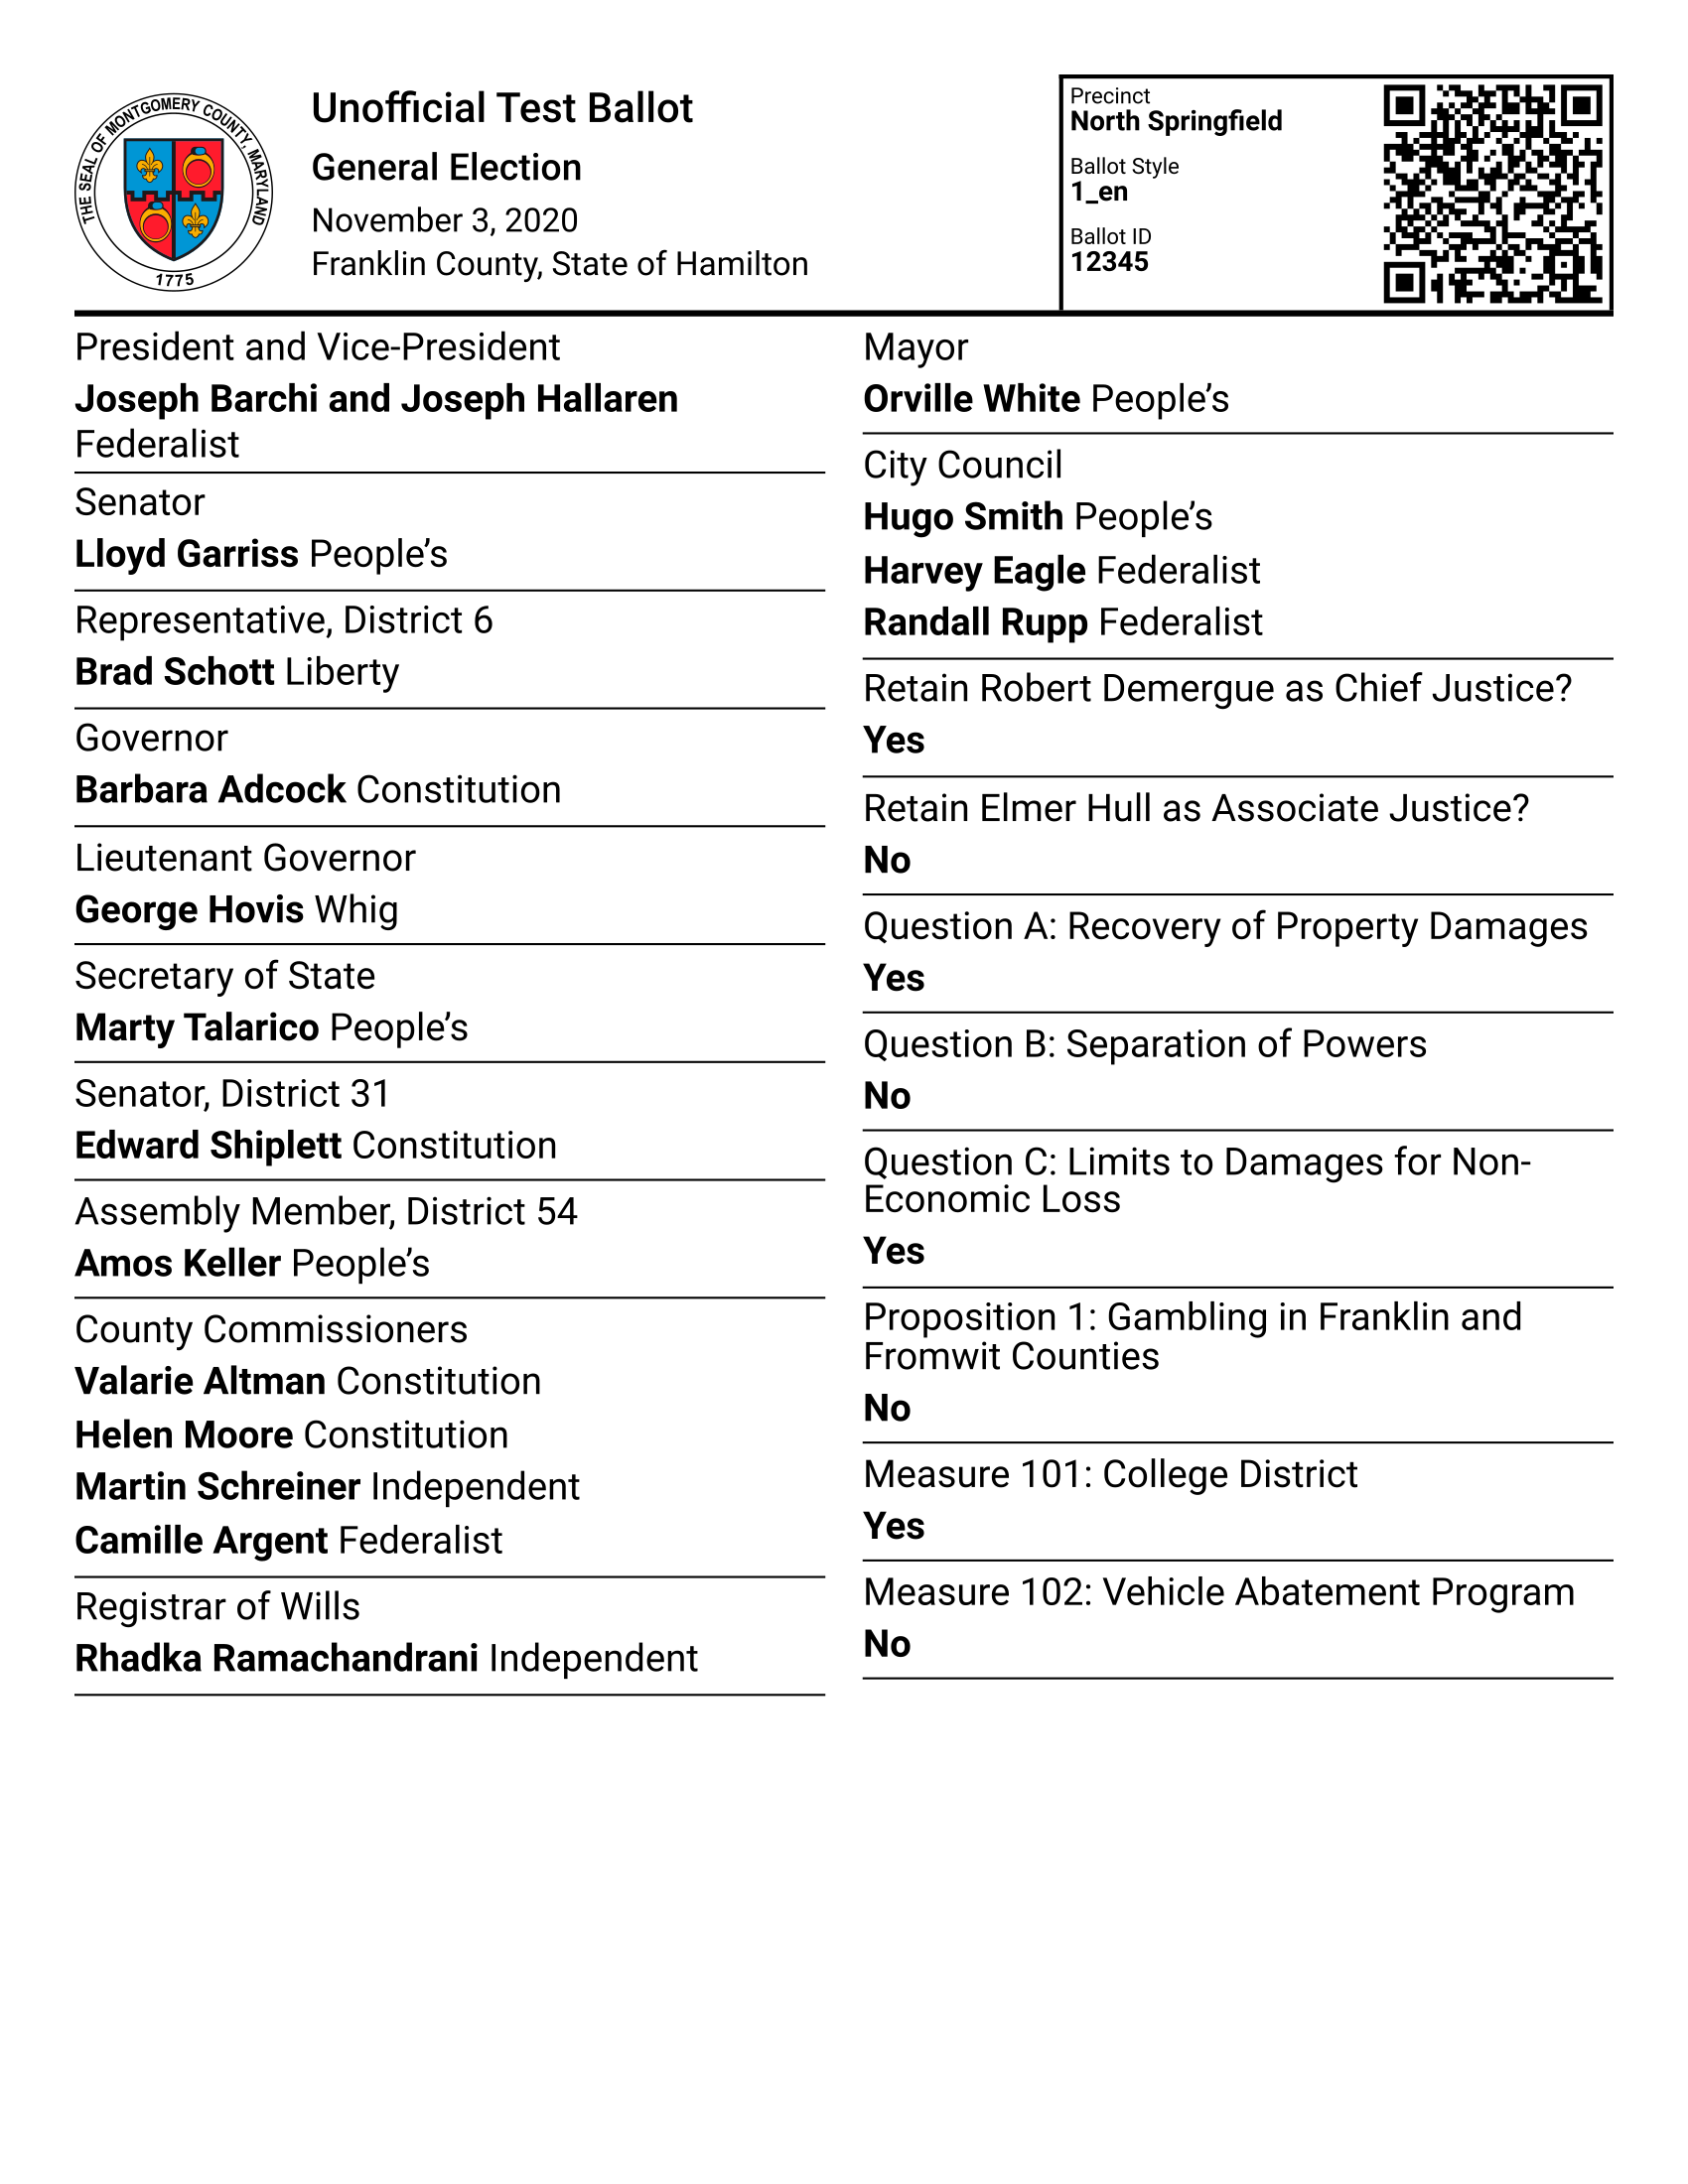 THE SEAL OF MONTGOMERY COUNTY, MARYLAND
1775
Unofficial Test Ballot
General Election
November 3, 2020
Franklin County, State of Hamilton
Precinct
North Springfield
Ballot Style
1_en
Ballot ID
12345
President and Vice-President
Joseph Barchi and Joseph Hallaren
Federalist
Senator
Lloyd Garriss People’s
Representative, District 6
Brad Schott Liberty
Governor
Barbara Adcock Constitution
Lieutenant Governor
George Hovis Whig
Secretary of State
Marty Talarico People’s
Senator, District 31
Edward Shiplett Constitution
Assembly Member, District 54
Amos Keller People’s
County Commissioners
Valarie Altman Constitution
Helen Moore Constitution
Martin Schreiner Independent
Camille Argent Federalist
Registrar of Wills
Rhadka Ramachandrani Independent
Mayor
Orville White People’s
City Council
Hugo Smith People’s
Harvey Eagle Federalist
Randall Rupp Federalist
Retain Robert Demergue as Chief Justice?
Yes
Retain Elmer Hull as Associate Justice?
No
Question A: Recovery of Property Damages
Yes
Question B: Separation of Powers
No
Question C: Limits to Damages for Non-
Economic Loss
Yes
Proposition 1: Gambling in Franklin and
Fromwit Counties
No
Measure 101: College District
Yes
Measure 102: Vehicle Abatement Program
No